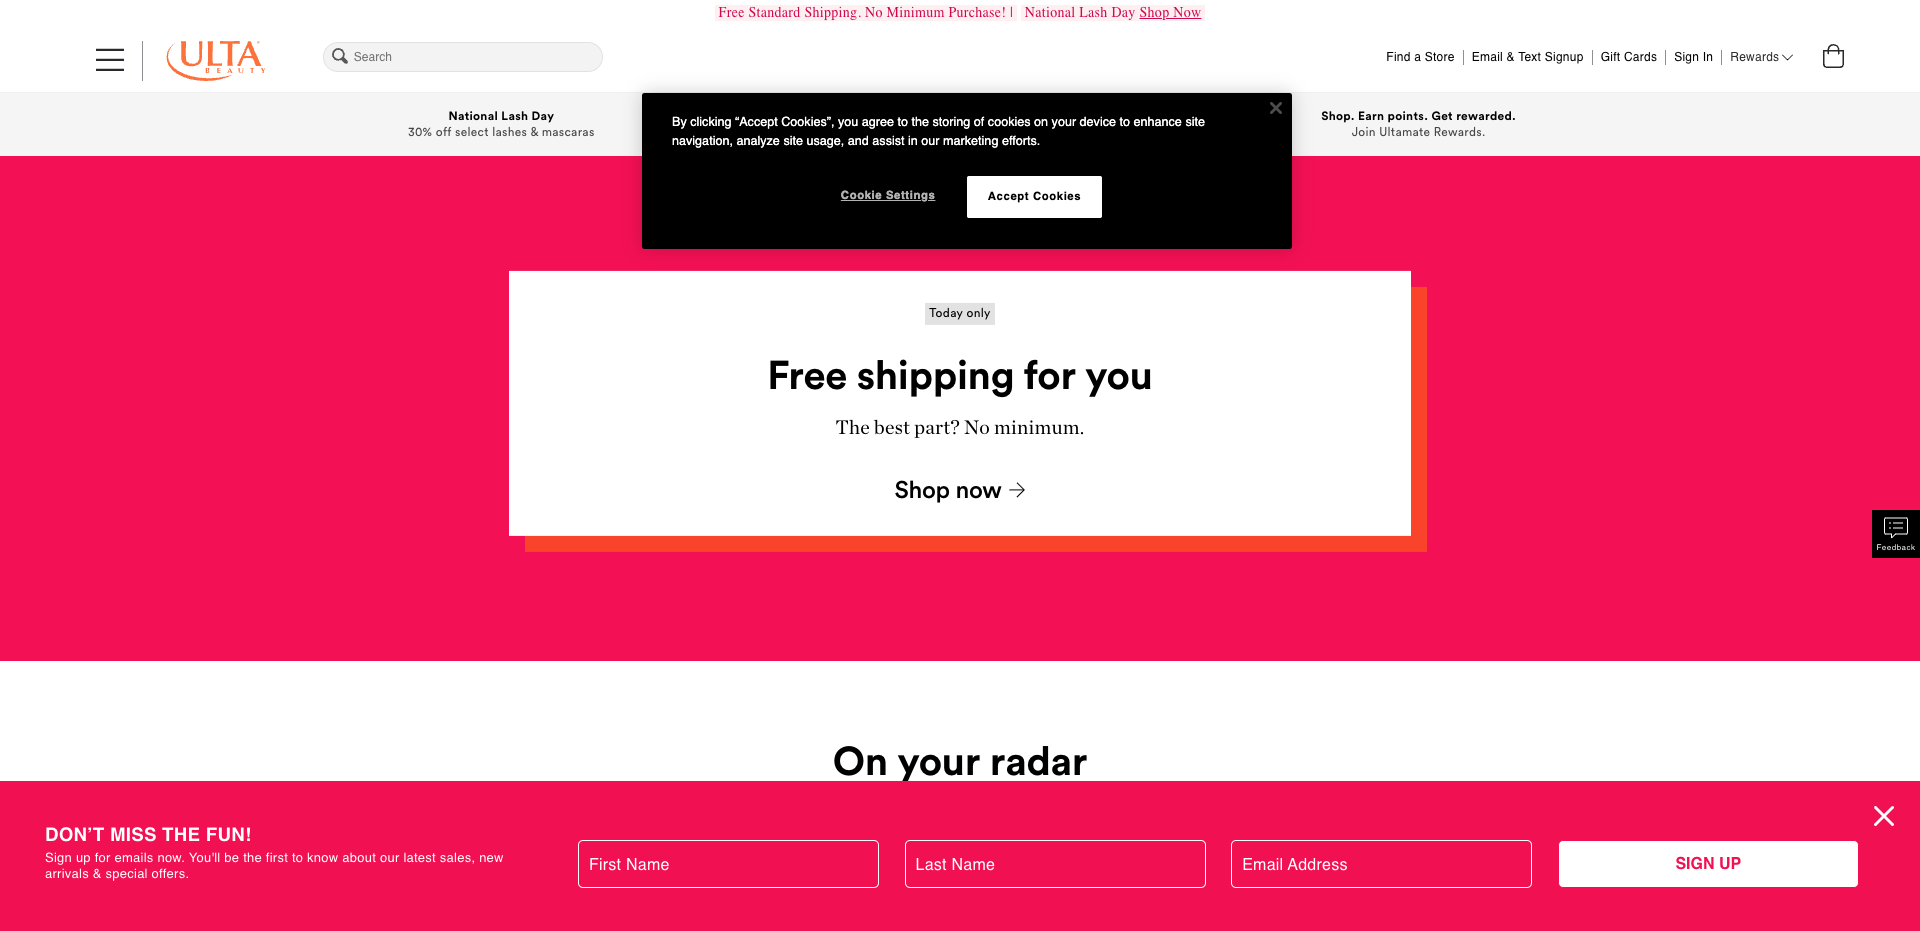 Free Standard Shipping. No Minimum Purchase! | National Lash Day Shop Now
ULTA
BEAUTY
Search
Find a Store
Email & Text Signup
Gift Cards
Sign In
Rewards
National Lash Day
30% off select lashes & mascaras
Shop. Earn points. Get rewarded.
Join Ultamate Rewards.
By clicking “Accept Cookies”, you agree to the storing of cookies on your device to enhance site
navigation, analyze site usage, and assist in our marketing efforts.
Cookie Settings
Accept Cookies
Today only
Free shipping for you
The best part? No minimum.
Shop now
Feedback
On your radar
DON’T MISS THE FUN!
Sign up for emails now. You'll be the first to know about our latest sales, new
arrivals & special offers.
First Name
Last Name
Email Address
SIGN UP